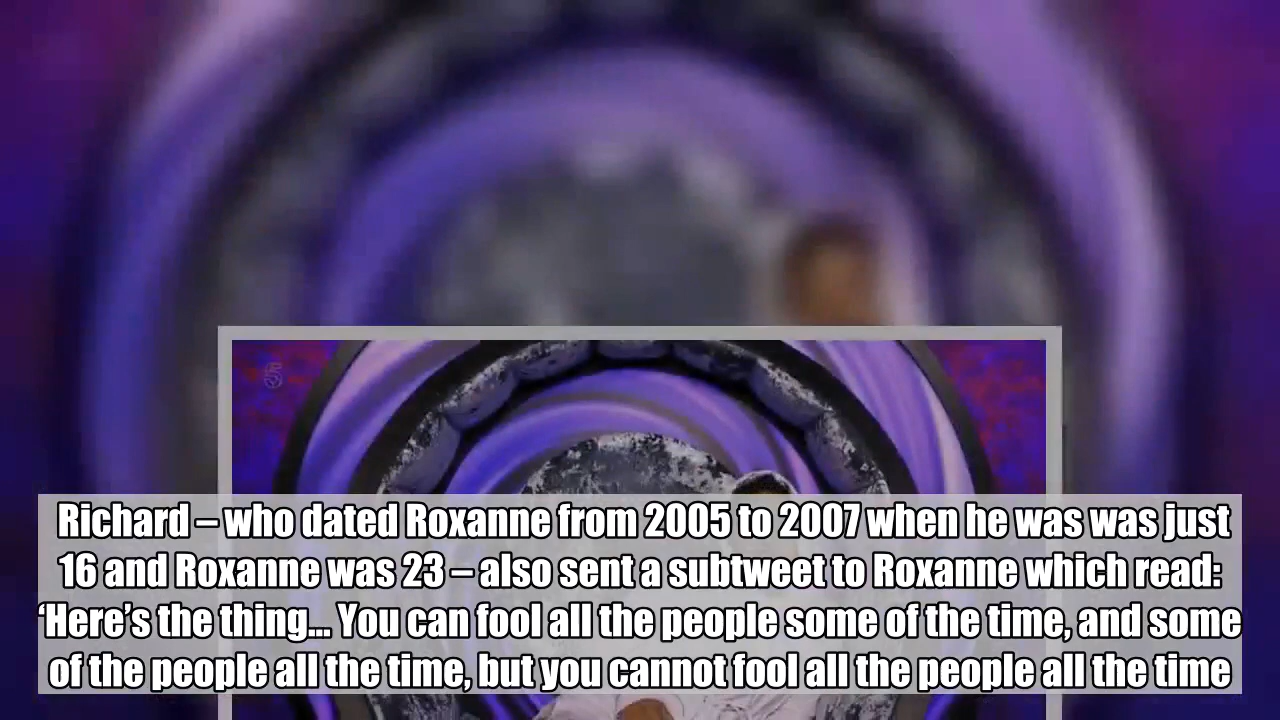 5
Richard – who dated Roxanne from 2005 to 2007 when he was was just
16 and Roxanne was 23 – also sent a subtweet to Roxanne which read:
‘Here’s the thing... You can fool all the people some of the time, and some
of the people all the time, but you cannot fool all the people all the time